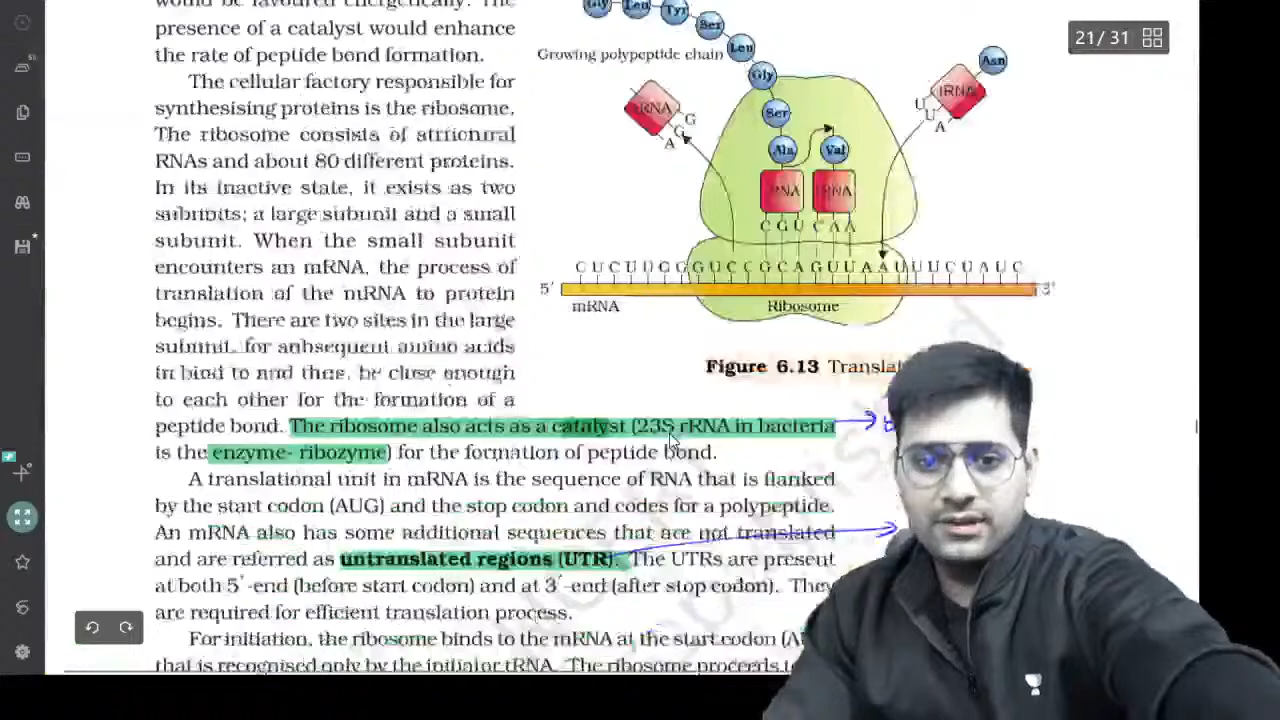 would be favoured energetically. The
presence of a catalyst would enhance
the rate of peptide bond formation.
The cellular factory responsible for
synthesising proteins is the ribosome.
The ribosome consists of structural
RNAs and about 80 different proteins.
In its inactive state, it exists as two
subunits; a large subunit and a small
subunit. When the small subunit
encounters an mRNA, the process of
translation of the mRNA to protein
begins. There are two sites in the large
subunit, for subsequent amino acids
to bind to and thus, be close enough
to each other for the formation of a
peptide bond. The ribosome also acts as a catalyst (23S rRNA in bacteria
is the enzyme- ribozyme) for the formation of peptide bond.
A translational unit in mRNA is the sequence of RNA that is flanked
by the start codon (AUG) and the stop codon and codes for a polypeptide.
An mRNA also has some additional sequences that are not translated
and are referred as untranslated regions (UTR). The UTRs are present
at both 5′-end (before start codon) and at 3′-end (after stop codon). They
are required for efficient translation process.
For initiation, the ribosome binds to the mRNA at the start codon
that is recognised only by the initiator tRNA. The ribosome proceeds
21/ 31
Gly Leu Tyr Ser Leu Gly Ser Ala Val
Growing polypeptide chain
tRNA
A G G
Asn
tRNA
U U A
tRNA
C G U C A A
C U C U U G G G U C C G C A G U U A A U U U C U A U C
5′ 3′
mRNA Ribosome
Figure 6.13